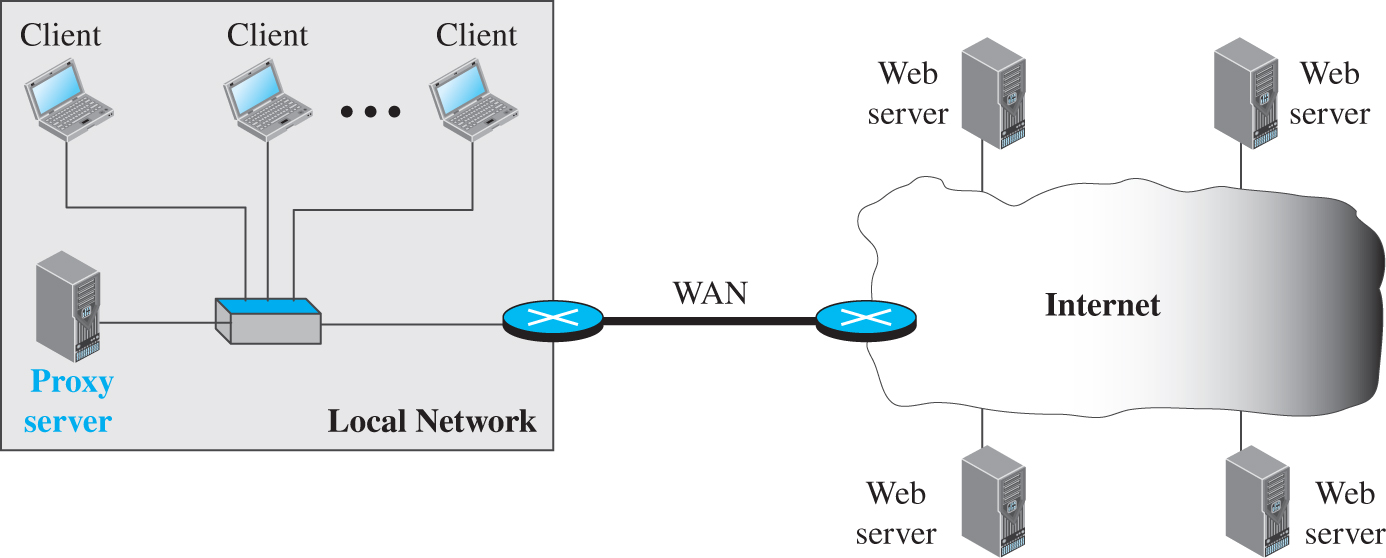 Client
Client
Client
Proxy
server
Local Network
WAN
Internet
Web
server
Web
server
Web
server
Web
server